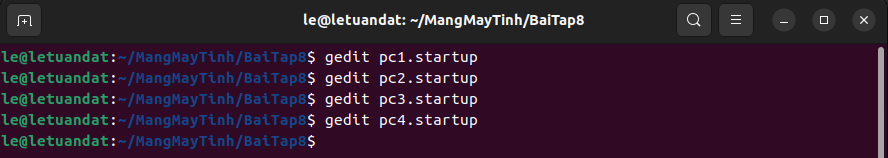 le@letuandat: ~/MangMayTinh/BaiTap8
le@letuandat:~/MangMayTinh/BaiTap8$ gedit pc1.startup
le@letuandat:~/MangMayTinh/BaiTap8$ gedit pc2.startup
le@letuandat:~/MangMayTinh/BaiTap8$ gedit pc3.startup
le@letuandat:~/MangMayTinh/BaiTap8$ gedit pc4.startup
le@letuandat:~/MangMayTinh/BaiTap8$